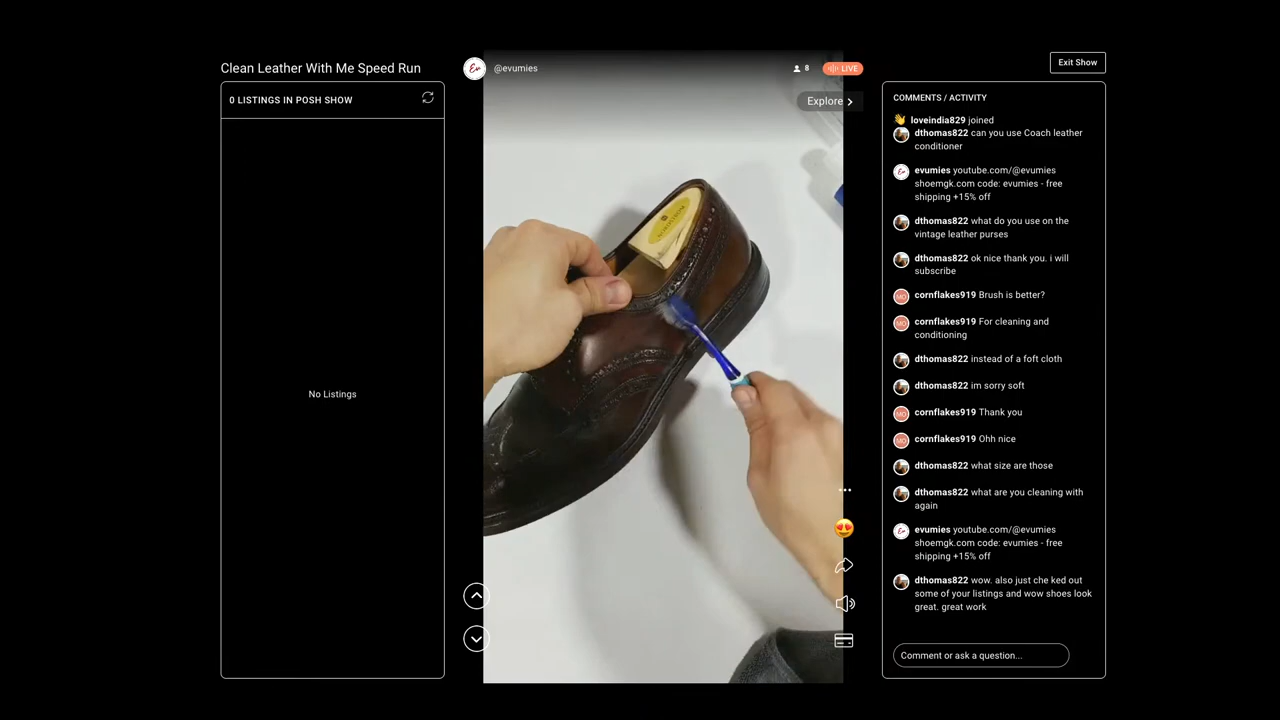 Clean Leather With Me Speed Run
0 LISTINGS IN POSH SHOW
No Listings
Ev
@evumies
8
LIVE
Explore
Exit Show
COMMENTS / ACTIVITY
loveindia829 joined
dthomas822 can you use Coach leather
conditioner
evumies youtube.com/@evumies
shoemgk.com code: evumies - free
shipping +15% off
dthomas822 what do you use on the
vintage leather purses
dthomas822 ok nice thank you. i will
subscribe
MO
cornflakes919 Brush is better?
MO
cornflakes919 For cleaning and
conditioning
dthomas822 instead of a foft cloth
dthomas822 im sorry soft
MO
cornflakes919 Thank you
MO
cornflakes919 Ohh nice
dthomas822 what size are those
dthomas822 what are you cleaning with
again
evumies youtube.com/@evumies
shoemgk.com code: evumies - free
shipping +15% off
dthomas822 wow. also just che ked out
some of your listings and wow shoes look
great. great work
Comment or ask a question...